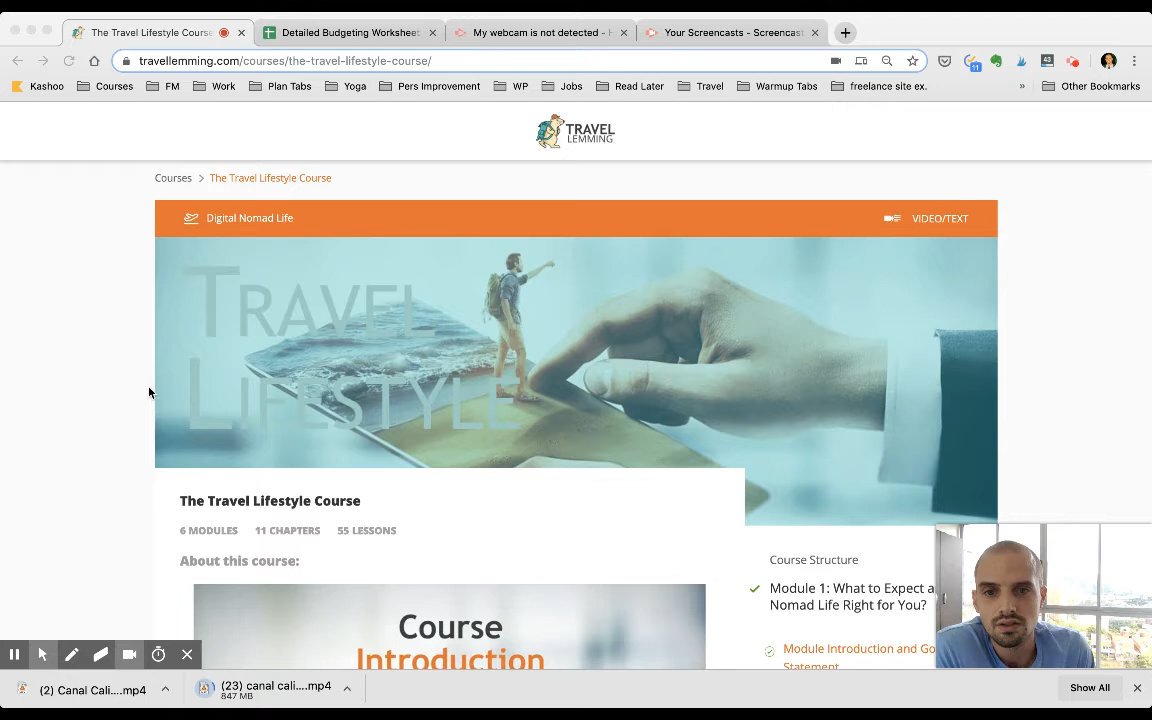 The Travel Lifestyle Course
Detailed Budgeting Worksheet
My webcam is not detected - H
Your Screencasts - Screencast
travellemming.com/courses/the-travel-lifestyle-course/
11
43
Kashoo
Courses
FM
Work
Plan Tabs
Yoga
Pers Improvement
WP
Jobs
Read Later
Travel
Warmup Tabs
freelance site ex.
»
Other Bookmarks
TRAVEL
LEMMING
Courses > The Travel Lifestyle Course
Digital Nomad Life
VIDEO/TEXT
TRAVEL
LIFESTYLE
The Travel Lifestyle Course
6 MODULES 11 CHAPTERS 55 LESSONS
About this course:
Course
Introduction
Course Structure
Module 1: What to Expect a
Nomad Life Right for You?
Module Introduction and Go
Statement
(2) Canal Cali....mp4
(23) canal cali....mp4
847 MB
Show All